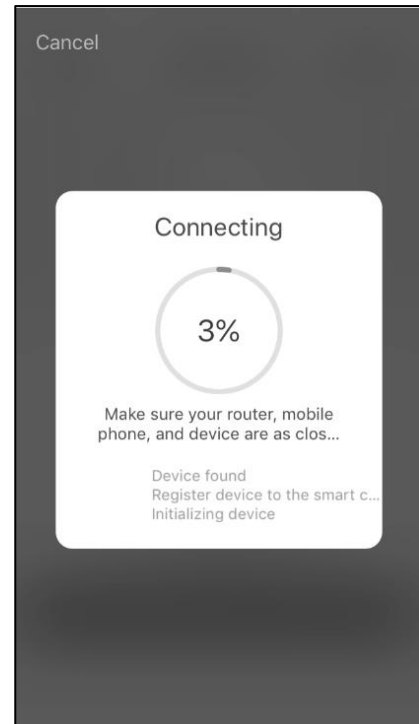 Cancel
Connecting
3%
Make sure your router, mobile
phone, and device are as clos...
Device found
Register device to the smart c...
Initializing device